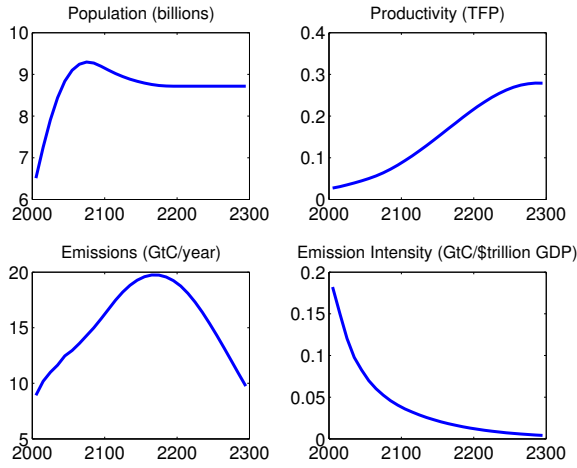 Population (billions)
10
9
8
7
6
2000 2100 2200 2300
Productivity (TFP)
0.4
0.3
0.2
0.1
0
2000 2100 2200 2300
Emissions (GtC/year)
20
15
10
5
2000 2100 2200 2300
Emission Intensity (GtC/$trillion GDP)
0.2
0.15
0.1
0.05
0
2000 2100 2200 2300